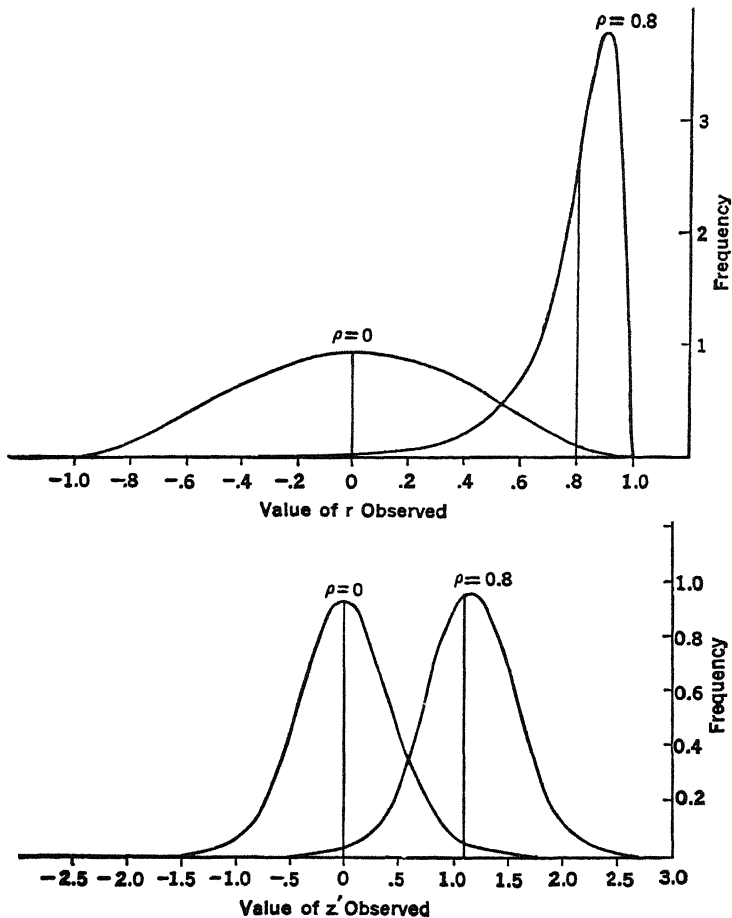 ρ= 0.8
3
2
Frequency
ρ=0
1
−1.0 −.8 −.6 −.4 −.2 0 .2 .4 .6 .8 1.0
Value of r Observed
ρ=0 ρ= 0.8
1.0
0.8
Frequency
0.6
0.4
0.2
−2.5 −2.0 −1.5 −1.0 −.5 0 .5 1.0 1.5 2.0 2.5 3.0
Value of z′ Observed